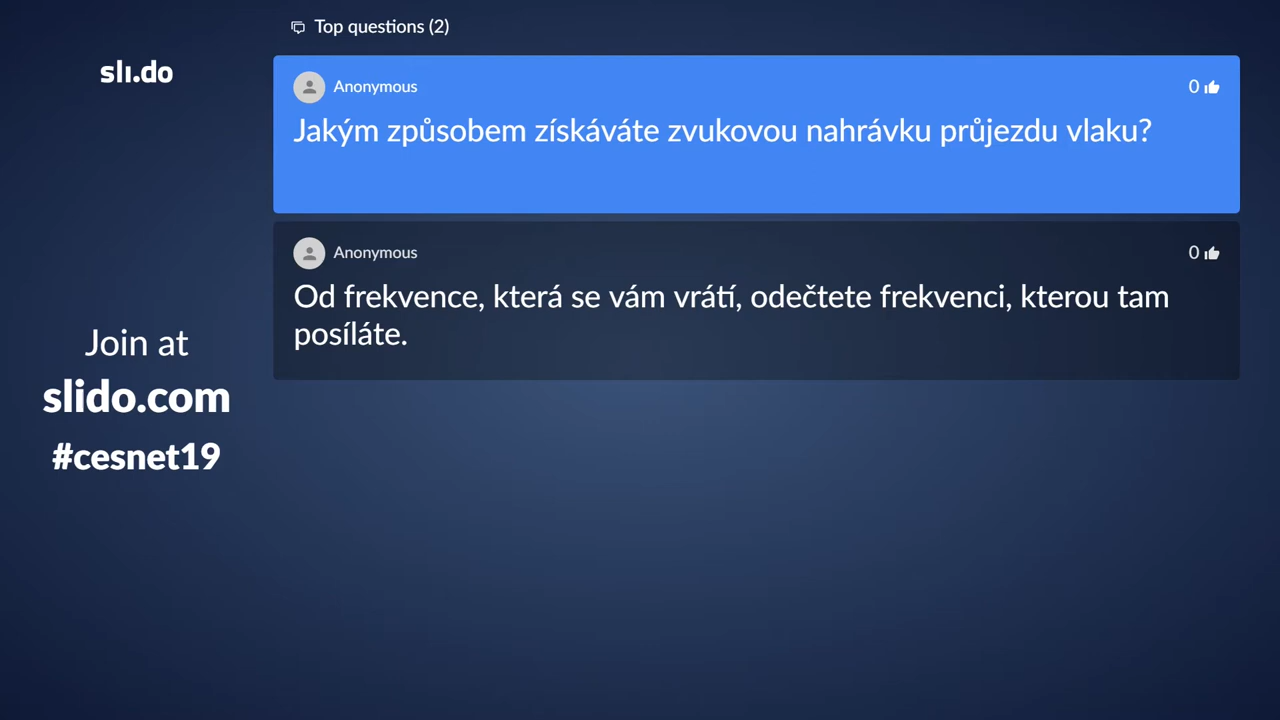 Top questions (2)
sli.do
Anonymous
0
Jakým způsobem získáváte zvukovou nahrávku průjezdu vlaku?
Anonymous
0
Od frekvence, která se vám vrátí, odečtete frekvenci, kterou tam
posíláte.
Join at
slido.com
#cesnet19